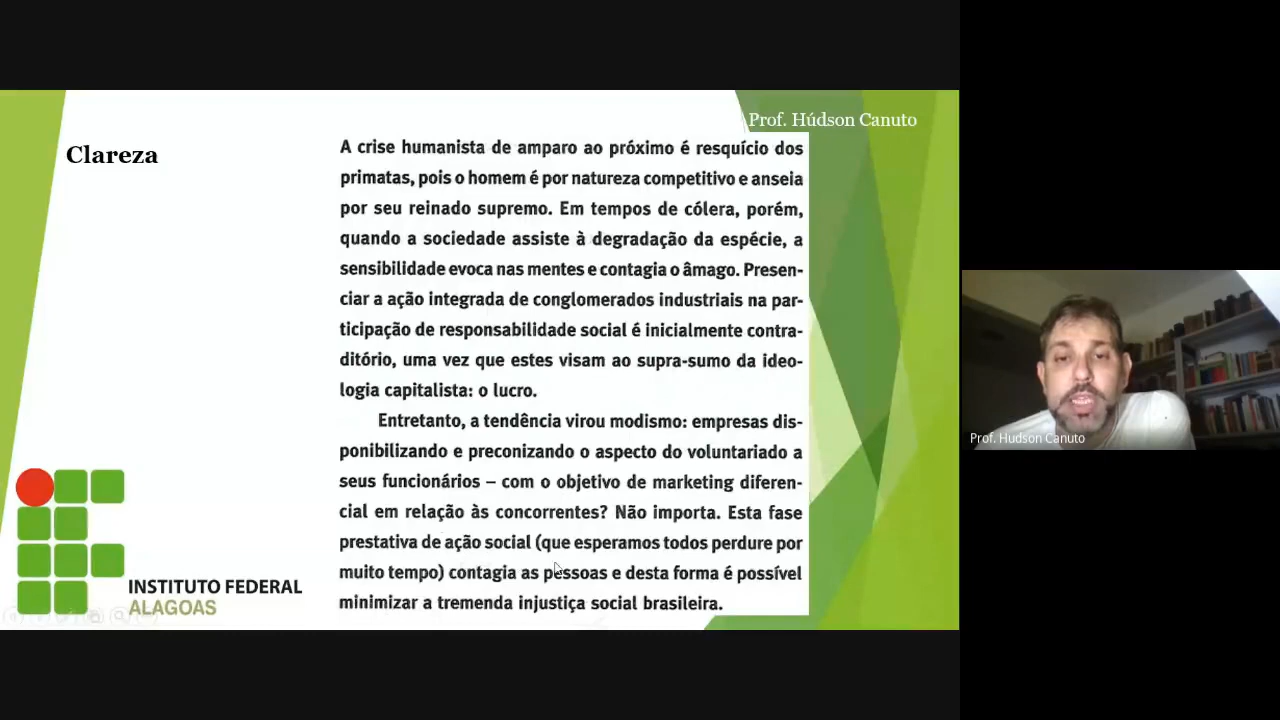 Prof. Húdson Canuto
Clareza
A crise humanista de amparo ao próximo é resquício dos
primatas, pois o homem é por natureza competitivo e anseia
por seu reinado supremo. Em tempos de cólera, porém,
quando a sociedade assiste à degradação da espécie, a
sensibilidade evoca nas mentes e contagia o âmago. Presen-
ciar a ação integrada de conglomerados industriais na par-
ticipação de responsabilidade social é inicialmente contra-
ditório, uma vez que estes visam ao supra-sumo da ideo-
logia capitalista: o lucro.
Entretanto, a tendência virou modismo: empresas dis-
ponibilizando e preconizando o aspecto do voluntariado a
seus funcionários – com o objetivo de marketing diferen-
cial em relação às concorrentes? Não importa. Esta fase
prestativa de ação social (que esperamos todos perdure por
muito tempo) contagia as pessoas e desta forma é possível
minimizar a tremenda injustiça social brasileira.
INSTITUTO FEDERAL
ALAGOAS
Prof. Hudson Canuto